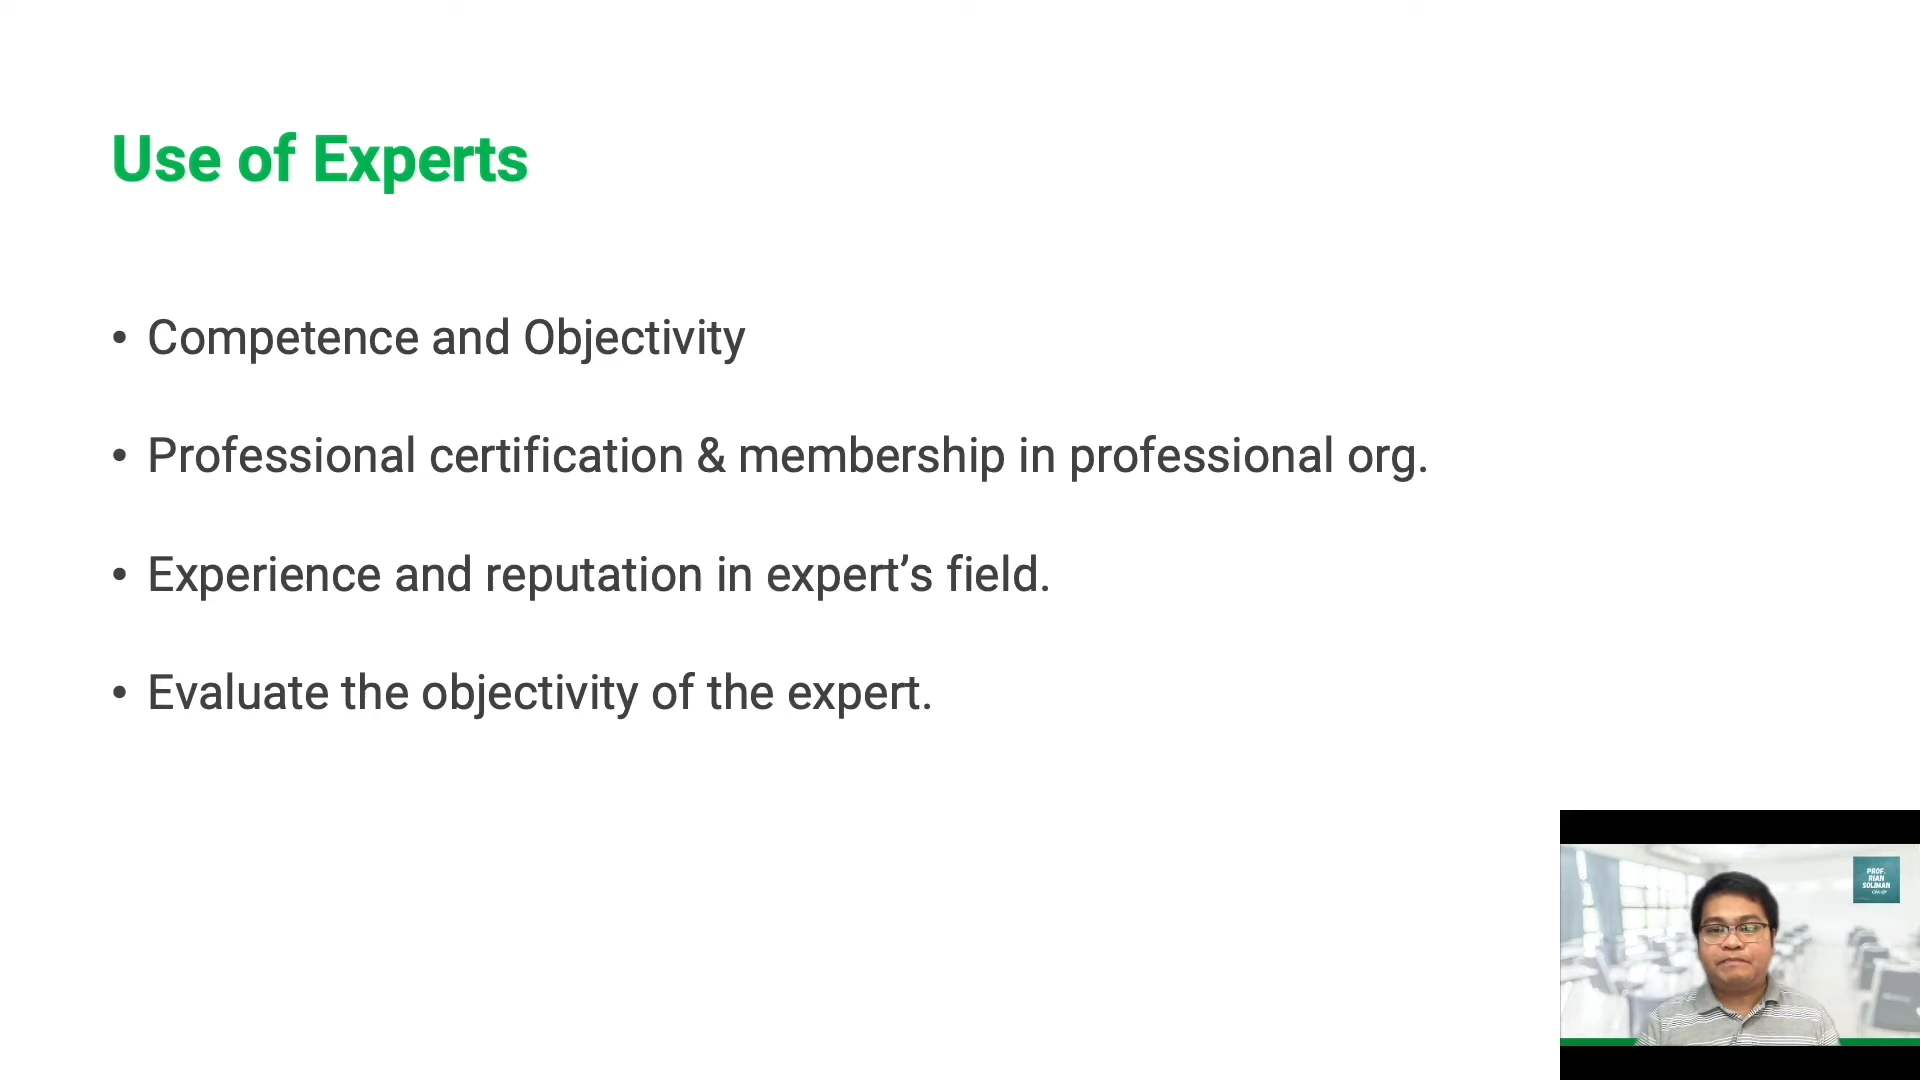 Use of Experts
• Competence and Objectivity
• Professional certification & membership in professional org.
• Experience and reputation in expert’s field.
• Evaluate the objectivity of the expert.
PROF.
RIAN
SOLIMAN